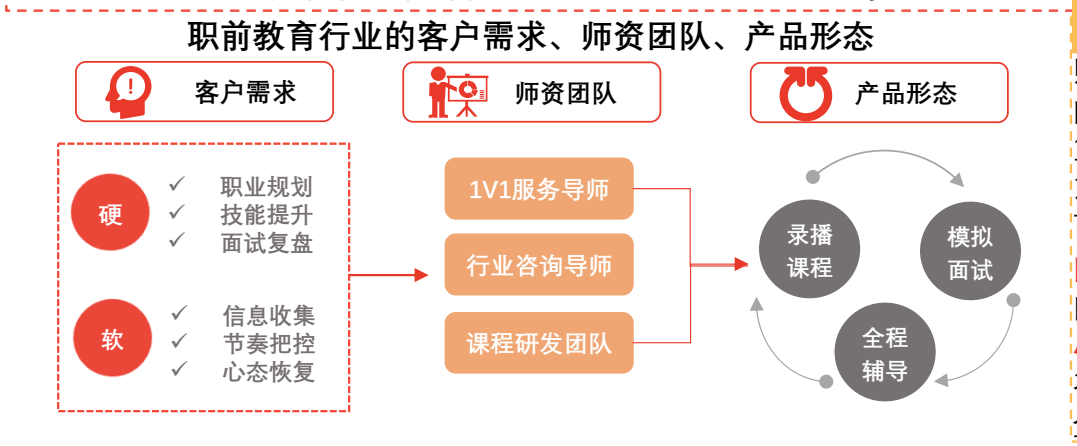 职前教育行业的客户需求、师资团队、产品形态
客户需求
师资团队
产品形态
硬
✓ 职业规划
✓ 技能提升
✓ 面试复盘
软
✓ 信息收集
✓ 节奏把控
✓ 心态恢复
1V1服务导师
行业咨询导师
课程研发团队
录播
课程
模拟
面试
全程
辅导